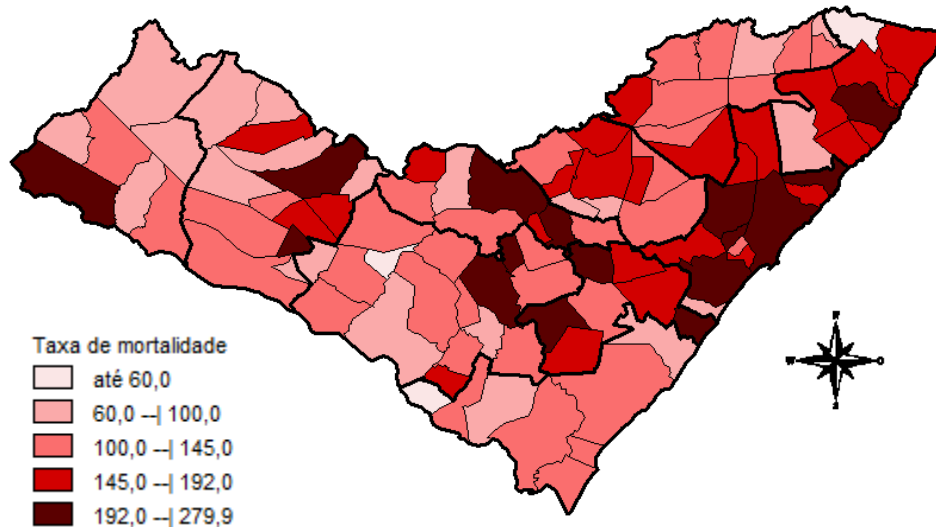 Taxa de mortalidade
até 60,0
60,0 --| 100,0
100,0 --| 145,0
145,0 --| 192,0
192,0 --| 279,9
N
W
O
S